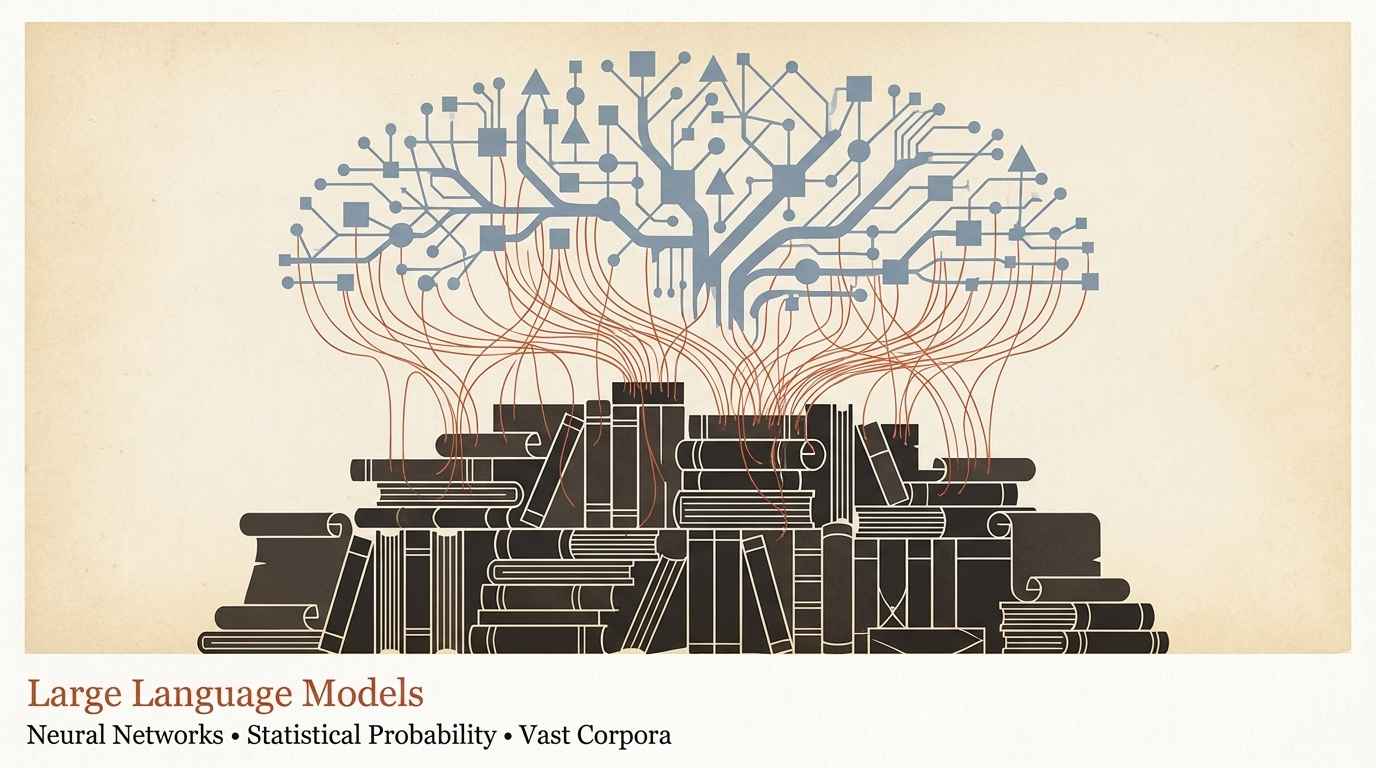 Large Language Models
Neural Networks • Statistical Probability • Vast Corpora